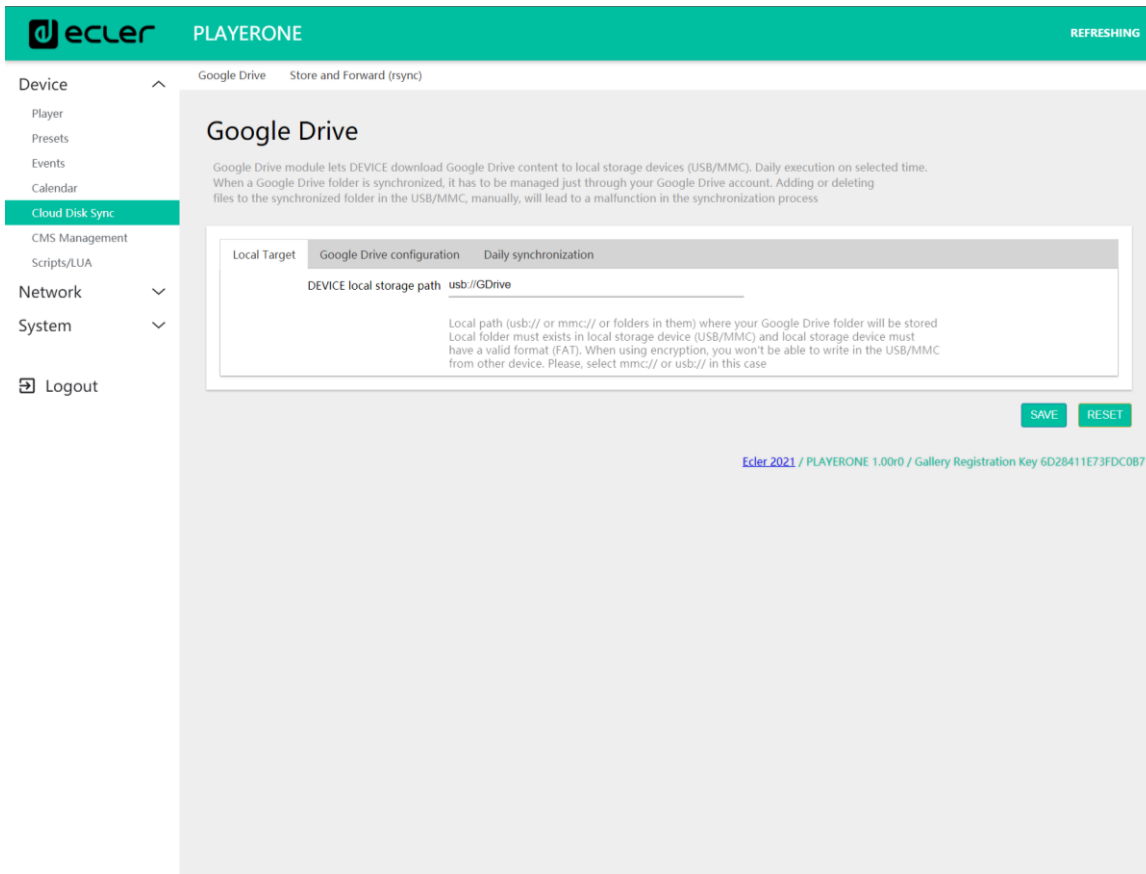 ecler
PLAYERONE
REFRESHING
Device
Player
Presets
Events
Calendar
Cloud Disk Sync
CMS Management
Scripts/LUA
Network
System
Logout
Google Drive Store and Forward (rsync)
Google Drive
Google Drive module lets DEVICE download Google Drive content to local storage devices (USB/MMC). Daily execution on selected time.
When a Google Drive folder is synchronized, it has to be managed just through your Google Drive account. Adding or deleting
files to the synchronized folder in the USB/MMC, manually, will lead to a malfunction in the synchronization process
Local Target Google Drive configuration Daily synchronization
DEVICE local storage path usb://GDrive
Local path (usb:// or mmc:// or folders in them) where your Google Drive folder will be stored
Local folder must exists in local storage device (USB/MMC) and local storage device must
have a valid format (FAT). When using encryption, you won't be able to write in the USB/MMC
from other device. Please, select mmc:// or usb:// in this case
SAVE RESET
Ecler 2021 / PLAYERONE 1.00r0 / Gallery Registration Key 6D28411E73FDC0B7